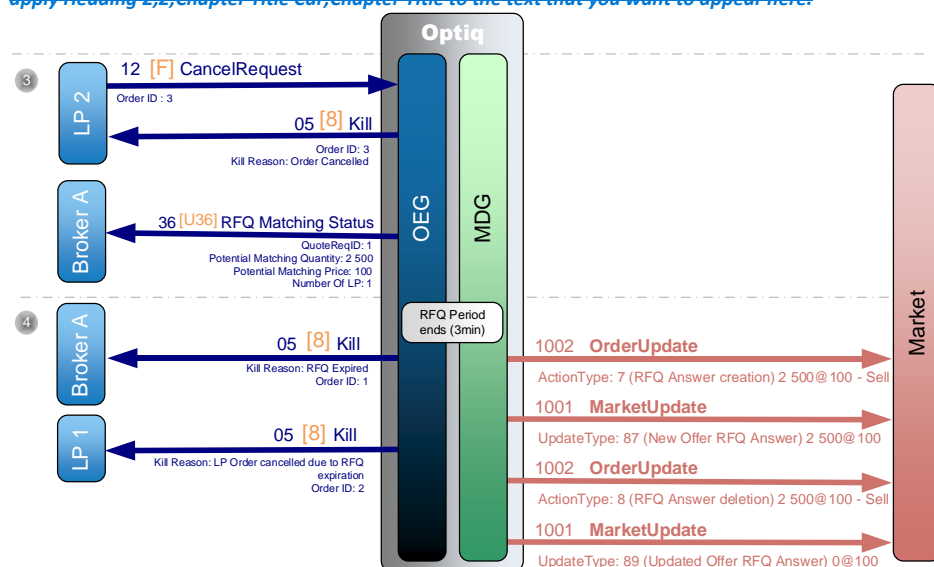 apply Heading 2,2,Chapter Title Car,Chapter Title to the text that you want to appear here.
Optiq
3
LP 2
12 [F] CancelRequest
Order ID : 3
05 [8] Kill
Order ID: 3
Kill Reason: Order Cancelled
Broker A
36 [U36] RFQ Matching Status
QuoteReqID: 1
Potential Matching Quantity: 2 500
Potential Matching Price: 100
Number Of LP: 1
OEG
MDG
Market
4
RFQ Period
ends (3min)
Broker A
05 [8] Kill
Kill Reason: RFQ Expired
Order ID: 1
LP 1
05 [8] Kill
Kill Reason: LP Order cancelled due to RFQ
expiration
Order ID: 2
1002 OrderUpdate
ActionType: 7 (RFQ Answer creation) 2 500@100 - Sell
1001 MarketUpdate
UpdateType: 87 (New Offer RFQ Answer) 2 500@100
1002 OrderUpdate
ActionType: 8 (RFQ Answer deletion) 2 500@100 - Sell
1001 MarketUpdate
UpdateType: 89 (Updated Offer RFQ Answer) 0@100